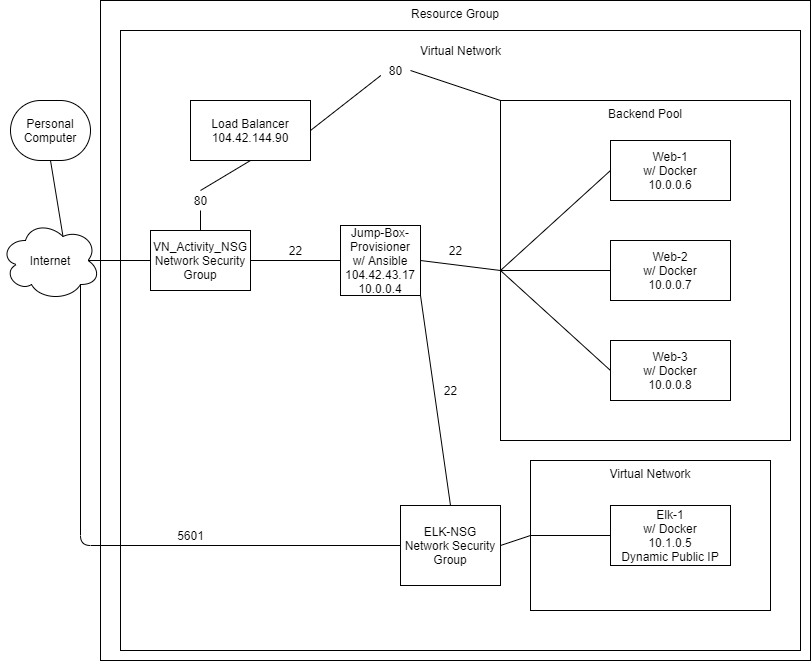 Resource Group
Virtual Network
80
Load Balancer
104.42.144.90
Backend Pool
Personal
Computer
Web-1
w/ Docker
10.0.0.6
80
Internet
VN_Activity_NSG
Network Security
Group
22
Jump-Box-
Provisioner
w/ Ansible
104.42.43.17
10.0.0.4
22
Web-2
w/ Docker
10.0.0.7
Web-3
w/ Docker
10.0.0.8
22
Virtual Network
5601
ELK-NSG
Network Security
Group
Elk-1
w/ Docker
10.1.0.5
Dynamic Public IP